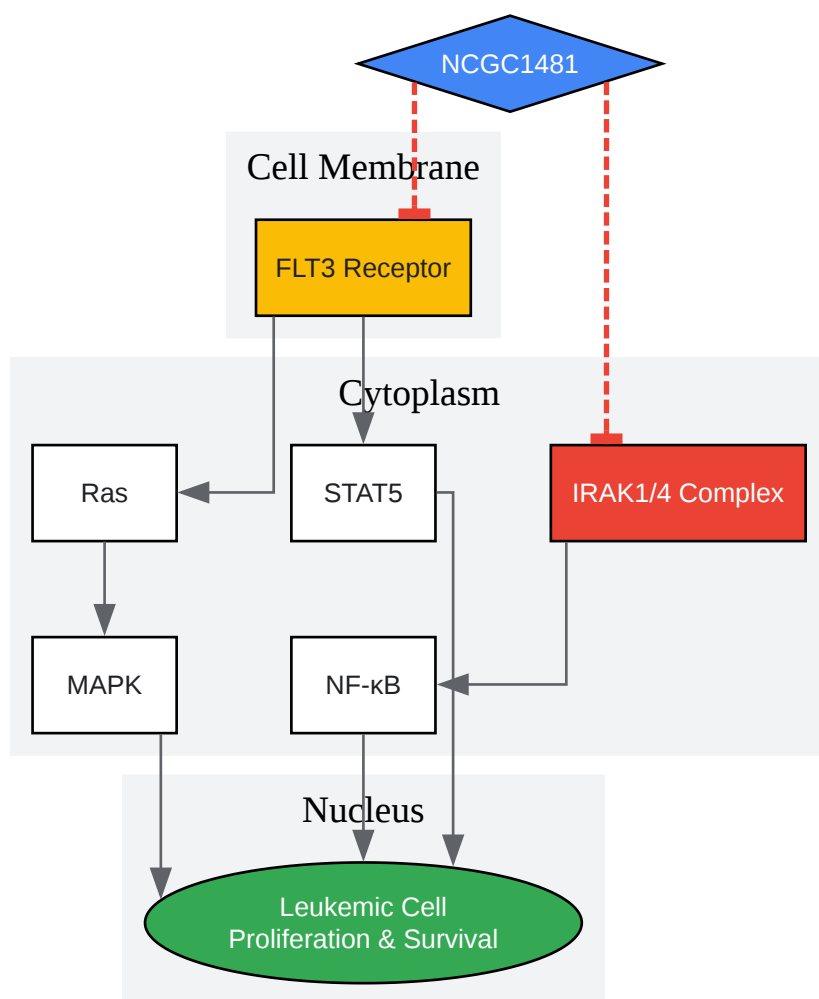 NCGC1481
Cell Membrane
FLT3 Receptor
Cytoplasm
Ras
STAT5
IRAK1/4 Complex
MAPK
NF-κB
Nucleus
Leukemic Cell
Proliferation & Survival